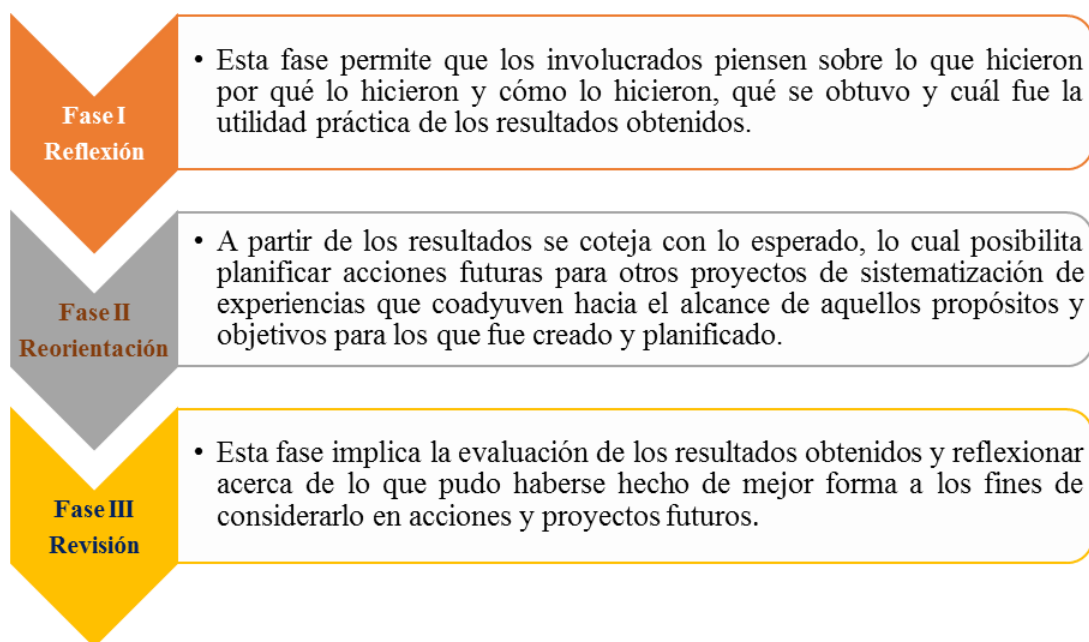 Fase I
Reflexión
• Esta fase permite que los involucrados piensen sobre lo que hicieron
por qué lo hicieron y cómo lo hicieron, qué se obtuvo y cuál fue la
utilidad práctica de los resultados obtenidos.
Fase II
Reorientación
• A partir de los resultados se coteja con lo esperado, lo cual posibilita
planificar acciones futuras para otros proyectos de sistematización de
experiencias que coadyuven hacia el alcance de aquellos propósitos y
objetivos para los que fue creado y planificado.
Fase III
Revisión
• Esta fase implica la evaluación de los resultados obtenidos y reflexionar
acerca de lo que pudo haberse hecho de mejor forma a los fines de
considerarlo en acciones y proyectos futuros.